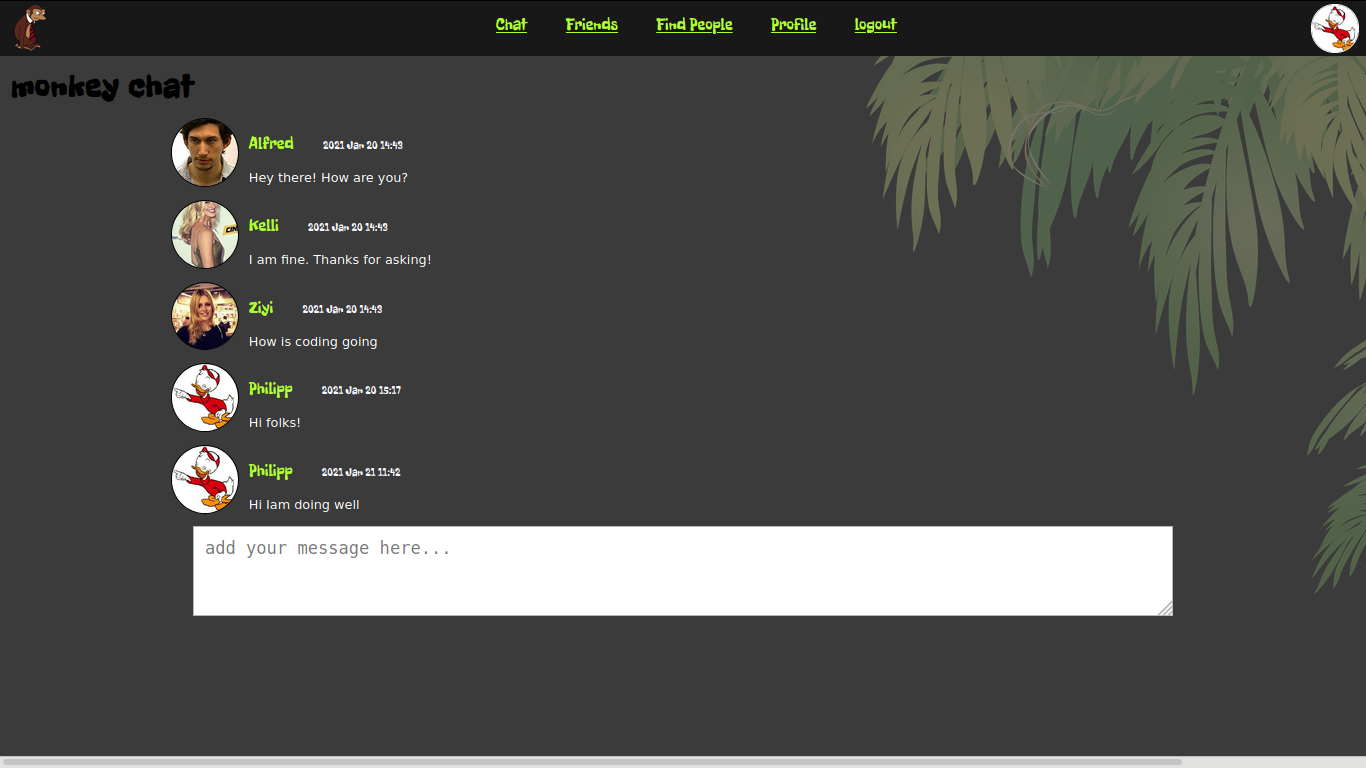 Chat Friends Find People Profile logout
monkey chat
Alfred 2021 Jan 20 14:43
Hey there! How are you?
Kelli 2021 Jan 20 14:43
I am fine. Thanks for asking!
Ziyi 2021 Jan 20 14:43
How is coding going
Philipp 2021 Jan 20 15:17
Hi folks!
Philipp 2021 Jan 21 11:42
Hi Iam doing well
add your message here...